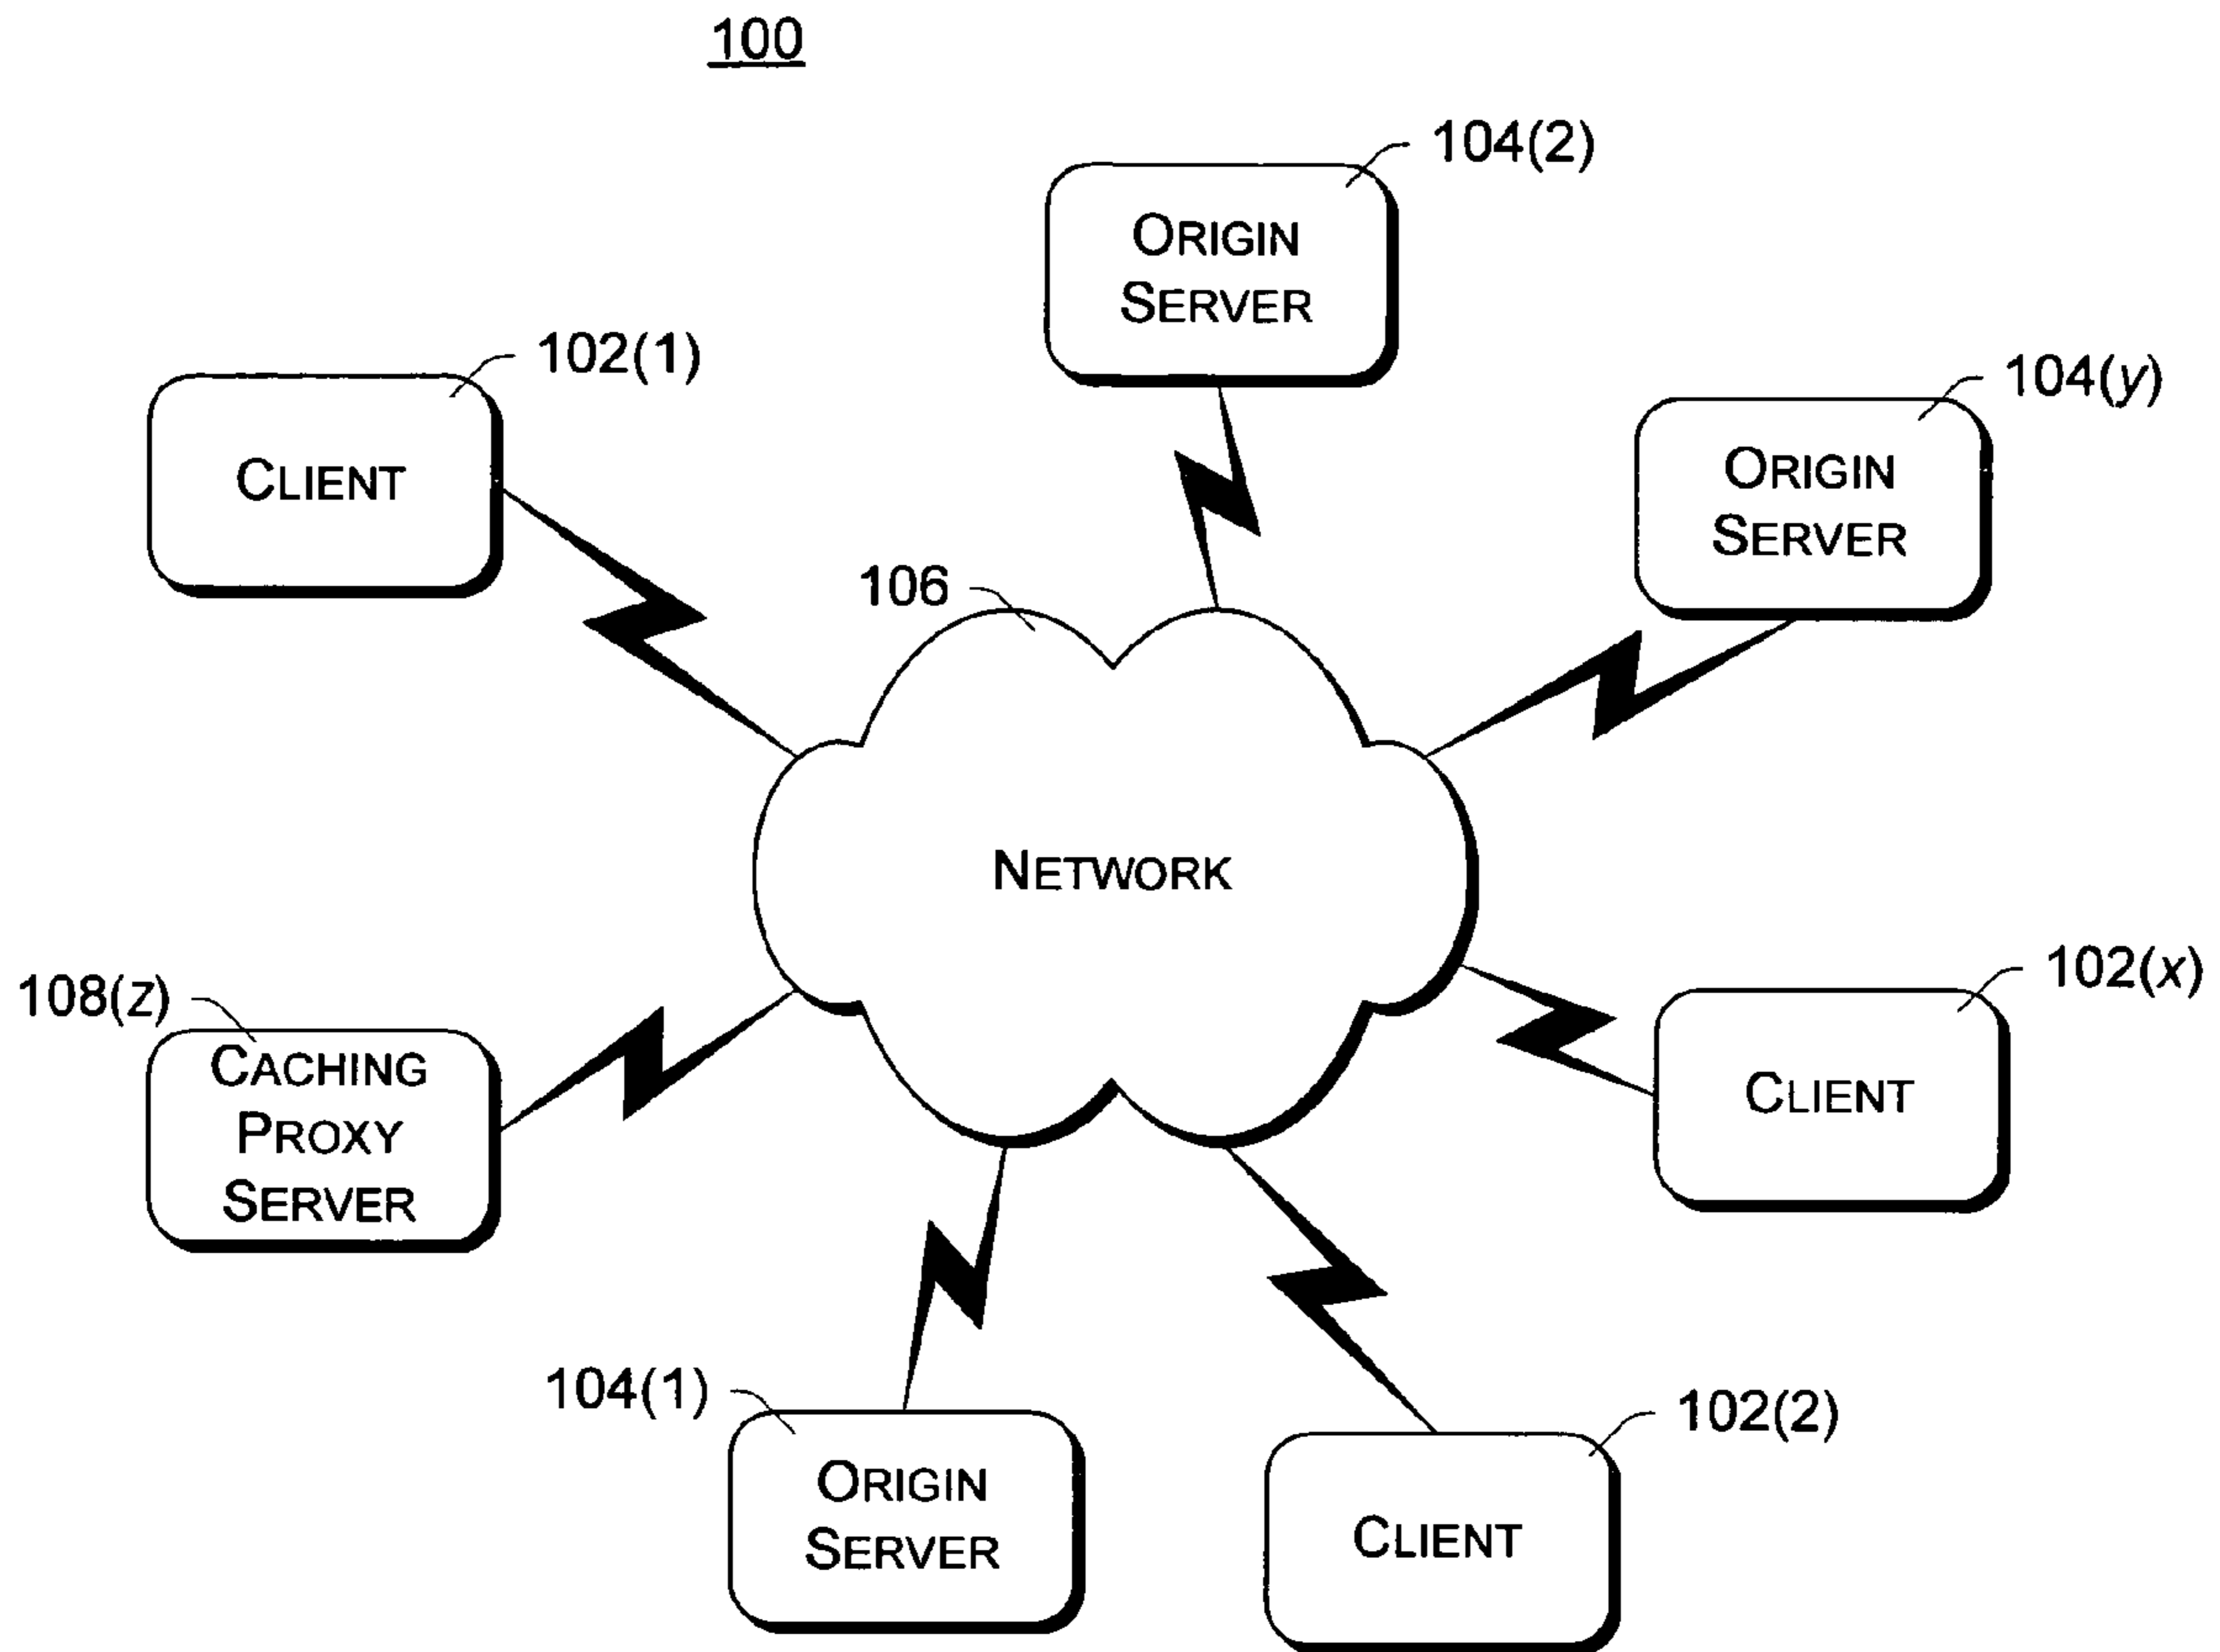 100
104(2)
ORIGIN
SERVER
102(1)
104(y)
CLIENT
ORIGIN
SERVER
106
NETWORK
108(z)
102(x)
CACHING
PROXY
SERVER
CLIENT
104(1)
102(2)
ORIGIN
SERVER
CLIENT